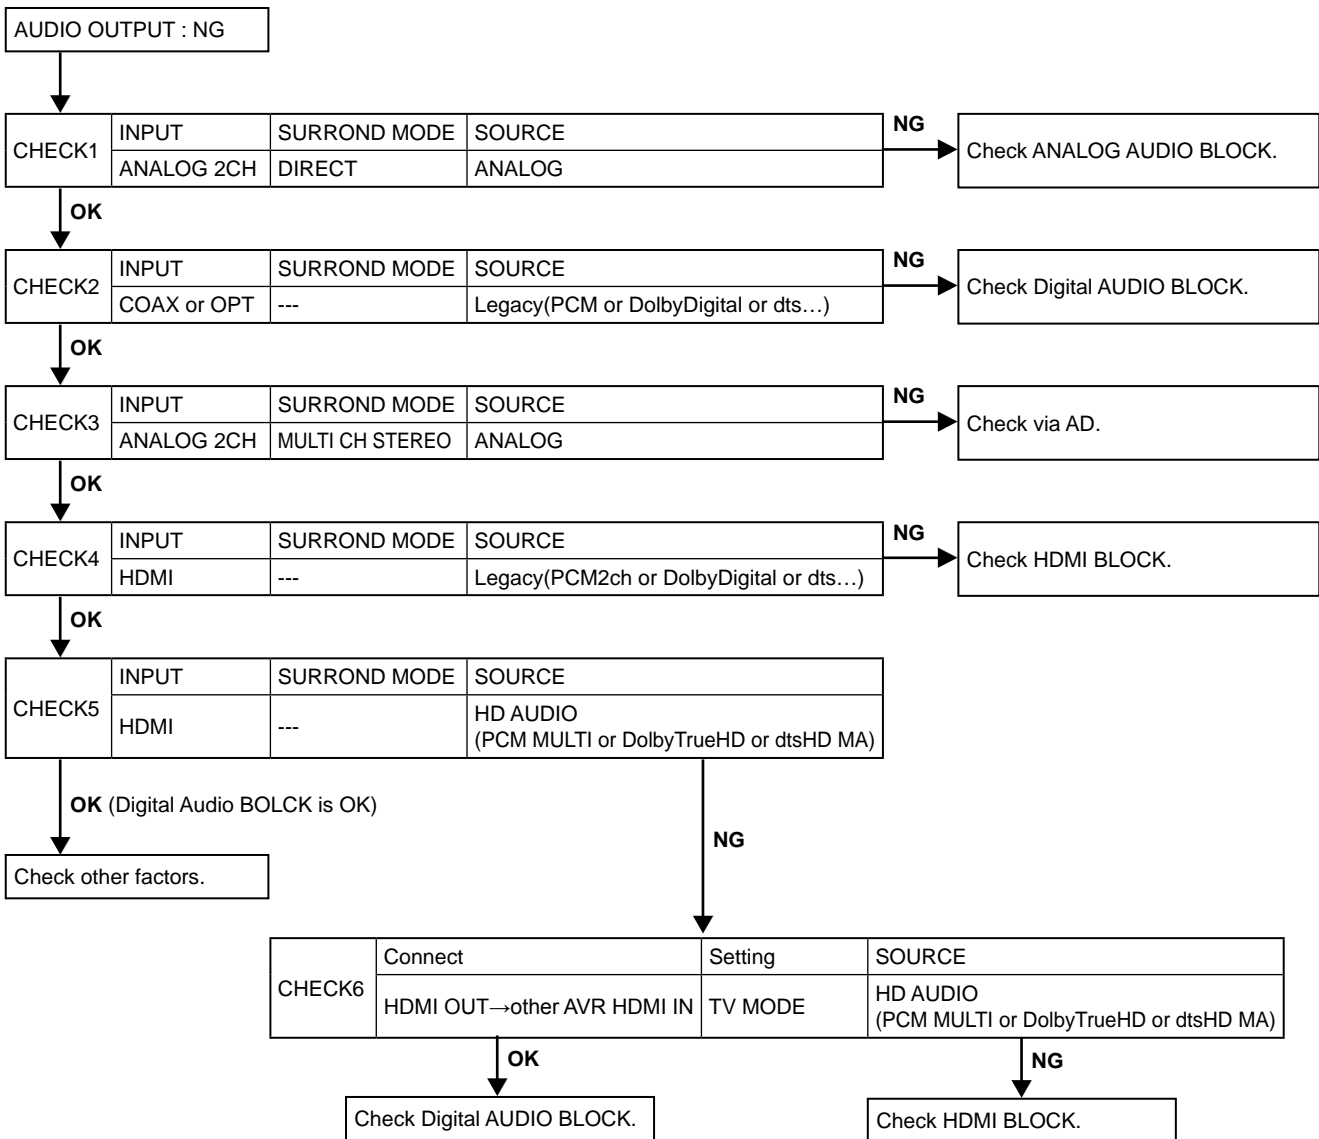 AUDIO OUTPUT : NG
CHECK1
INPUT SURROND MODE SOURCE
ANALOG 2CH DIRECT ANALOG
NG
Check ANALOG AUDIO BLOCK.
OK
CHECK2
INPUT SURROND MODE SOURCE
COAX or OPT --- Legacy(PCM or DolbyDigital or dts…)
NG
Check Digital AUDIO BLOCK.
OK
CHECK3
INPUT SURROND MODE SOURCE
ANALOG 2CH MULTI CH STEREO ANALOG
NG
Check via AD.
OK
CHECK4
INPUT SURROND MODE SOURCE
HDMI --- Legacy(PCM2ch or DolbyDigital or dts…)
NG
Check HDMI BLOCK.
OK
CHECK5
INPUT SURROND MODE SOURCE
HDMI --- HD AUDIO
(PCM MULTI or DolbyTrueHD or dtsHD MA)
OK (Digital Audio BOLCK is OK)
NG
Check other factors.
CHECK6
Connect Setting SOURCE
HDMI OUT→other AVR HDMI IN TV MODE HD AUDIO
(PCM MULTI or DolbyTrueHD or dtsHD MA)
OK
NG
Check Digital AUDIO BLOCK.
Check HDMI BLOCK.